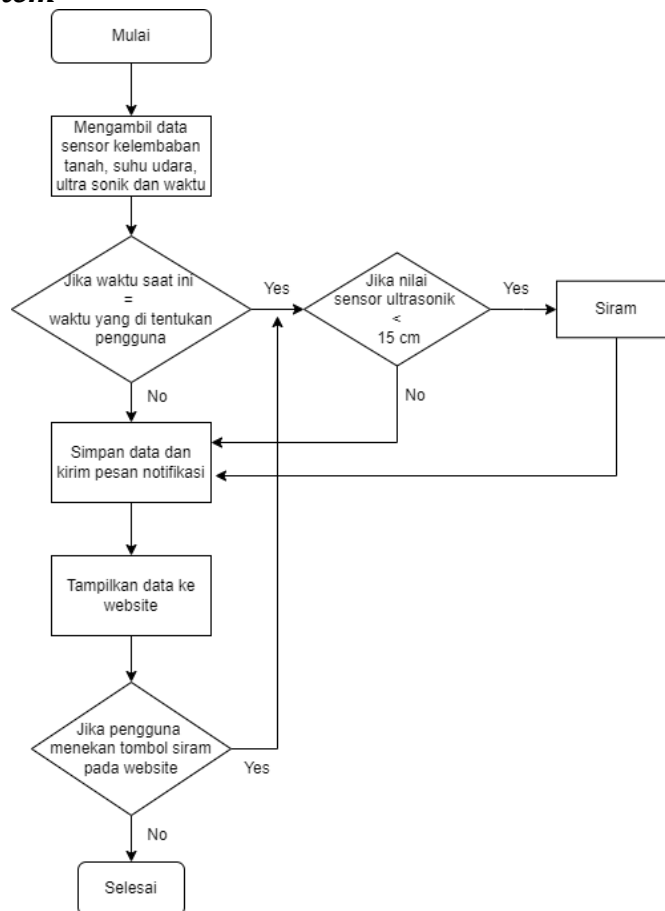 Mulai
Mengambil data
sensor kelembaban
tanah, suhu udara,
ultra sonik dan waktu
Jika waktu saat ini
=
waktu yang di tentukan
pengguna
Yes
Jika nilai
sensor ultrasonik
<
15 cm
Yes
Siram
No
No
Simpan data dan
kirim pesan notifikasi
Tampilkan data ke
website
Jika pengguna
menekan tombol siram
pada website
Yes
No
Selesai